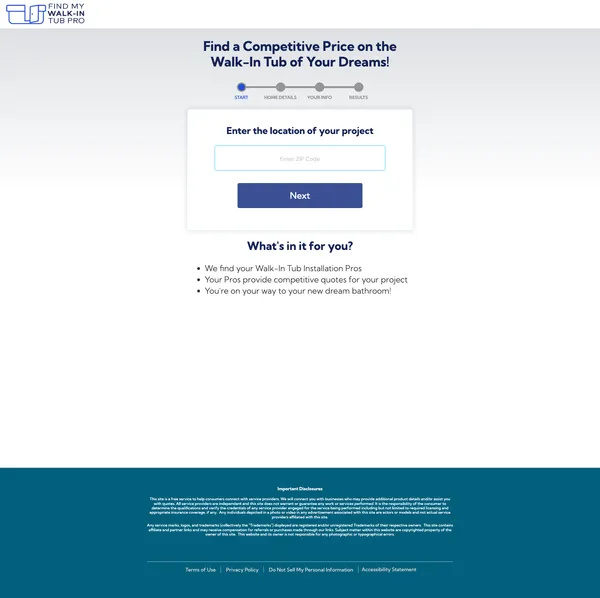 FIND MY
WALK-IN
TUB PRO
Find a Competitive Price on the
Walk-In Tub of Your Dreams!
START
HOME DETAILS
YOUR INFO
RESULTS
Enter the location of your project
Enter ZIP Code
Next
What's in it for you?
• We find your Walk-In Tub Installation Pros
• Your Pros provide competitive quotes for your project
• You're on your way to your new dream bathroom!
Important Disclosures
This site is a free service to help consumers connect with service providers. We will connect you with businesses who may provide additional product details and/or assist you
with quotes. All service providers are independent and this site does not warrant or guarantee any work or services performed. It is the responsibility of the consumer to
determine the qualifications and verify the credentials of any service provider engaged for the service being performed including but not limited to required licensing and
appropriate insurance coverage, if any. Any individuals depicted in a photo or video in any advertisement associated with this site are actors or models and not actual service
providers affiliated with this site.
Any service marks, logos, and trademarks (collectively the "Trademarks") displayed are registered and/or unregistered Trademarks of their respective owners. This site contains
affiliate and partner links and may receive compensation for referrals or purchases made through our links. Subject matter within this website are copyrighted property of the
owner of this site. This website and its owner is not responsible for any photographic or typographical errors.
Terms of Use | Privacy Policy | Do Not Sell My Personal Information | Accessibility Statement